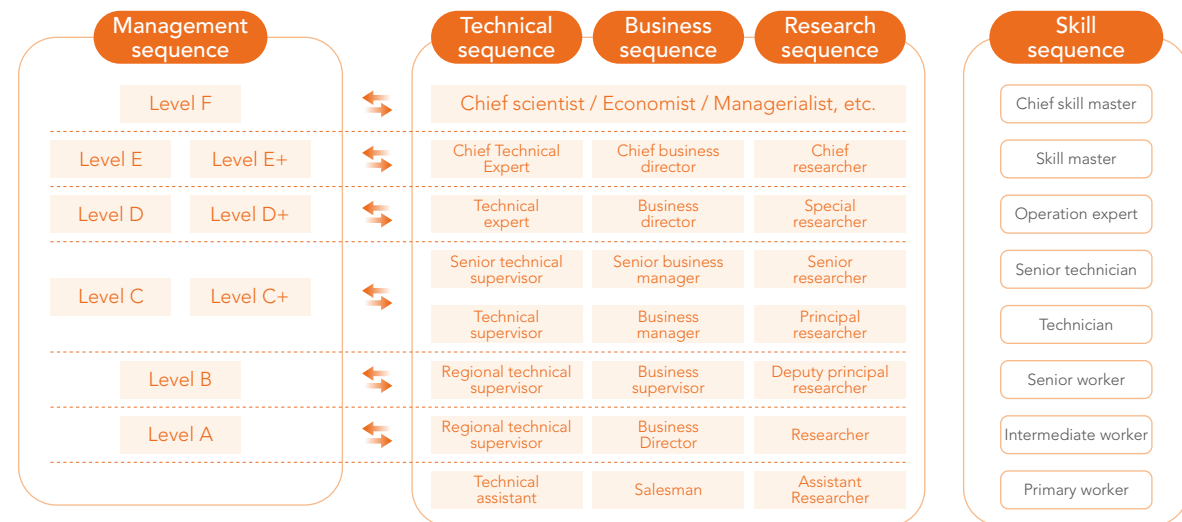 Management
sequence
Technical
sequence
Business
sequence
Research
sequence
Skill
sequence
Level F
Chief scientist / Economist / Managerialist, etc.
Chief skill master
Level E
Level E+
Chief Technical
Expert
Chief business
director
Chief
researcher
Skill master
Level D
Level D+
Technical
expert
Business
director
Special
researcher
Operation expert
Level C
Level C+
Senior technical
supervisor
Senior business
manager
Senior
researcher
Senior technician
Technical
supervisor
Business
manager
Principal
researcher
Technician
Level B
Regional technical
supervisor
Business
supervisor
Deputy principal
researcher
Senior worker
Level A
Regional technical
supervisor
Business
Director
Researcher
Intermediate worker
Technical
assistant
Salesman
Assistant
Researcher
Primary worker